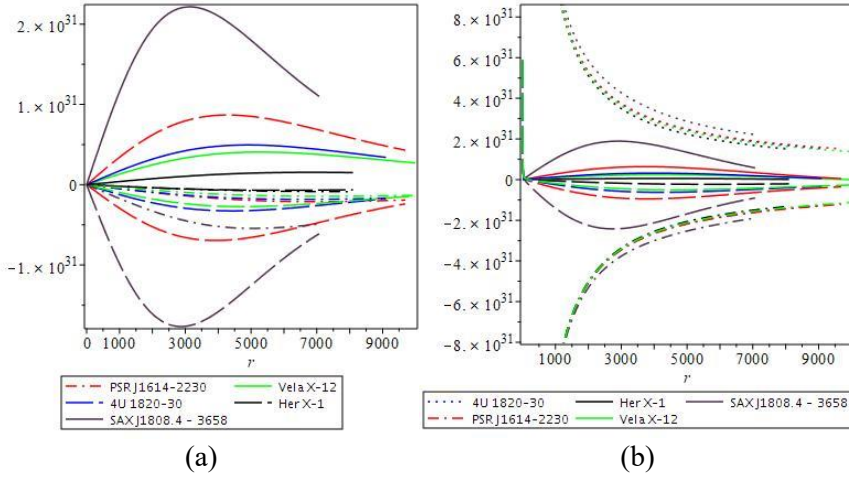 2. × 10^31
1. × 10^31
0
−1. × 10^31
0 1000 3000 5000 7000 9000
r
PSR J1614-2230 Vela X-12
4U 1820-30 Her X-1
SAX J1808.4 - 3658
(a)
8. × 10^31
6. × 10^31
4. × 10^31
2. × 10^31
0
−2. × 10^31
−4. × 10^31
−6. × 10^31
−8. × 10^31
1000 3000 5000 7000 9000
r
4U 1820-30 Her X-1 SAX J1808.4 - 3658
PSR J1614-2230 Vela X-12
(b)